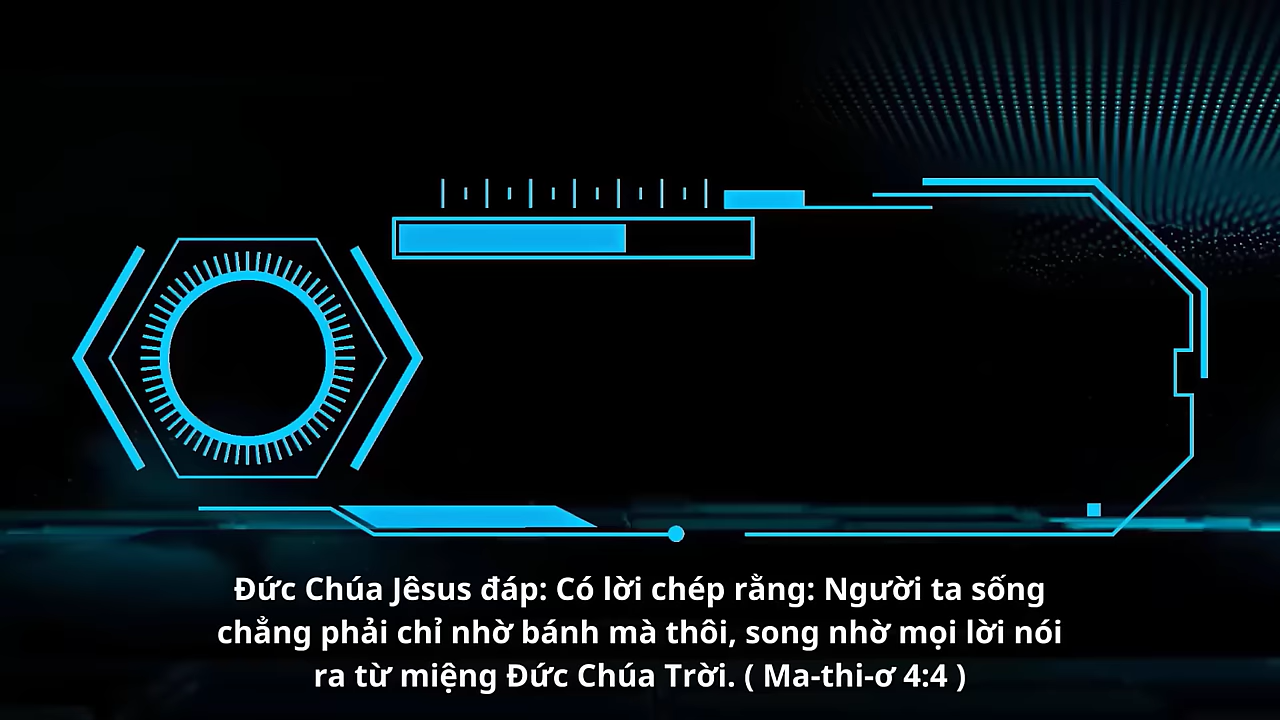 Đức Chúa Jêsus đáp: Có lời chép rằng: Người ta sống
chẳng phải chỉ nhờ bánh mà thôi, song nhờ mọi lời nói
ra từ miệng Đức Chúa Trời. ( Ma-thi-ơ 4:4 )